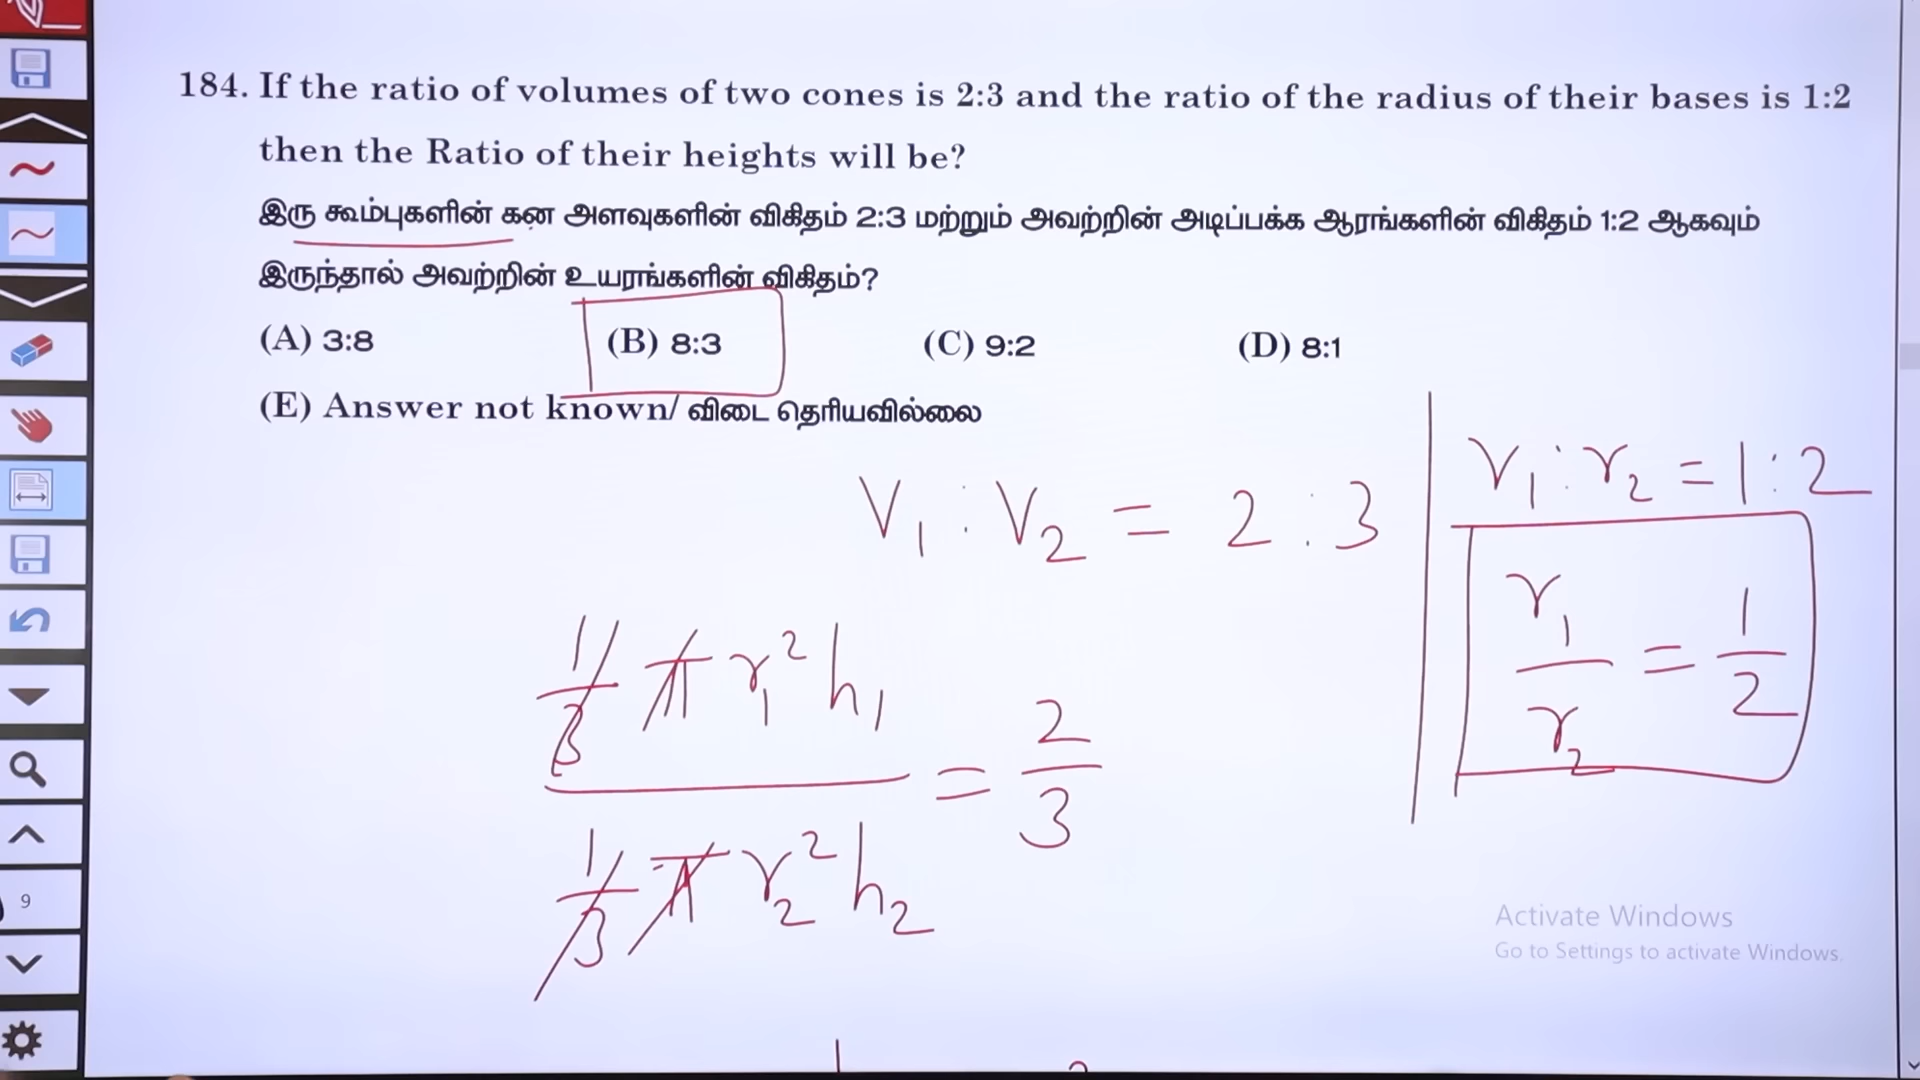 184. If the ratio of volumes of two cones is 2:3 and the ratio of the radius of their bases is 1:2
then the Ratio of their heights will be?
இரு கூம்புகளின் கன அளவுகளின் விகிதம் 2:3 மற்றும் அவற்றின் அடிப்பக்க ஆரங்களின் விகிதம் 1:2 ஆகவும்
இருந்தால் அவற்றின் உயரங்களின் விகிதம்?
(A) 3:8 (B) 8:3 (C) 9:2 (D) 8:1
(E) Answer not known/ விடை தெரியவில்லை
V₁ : V₂ = 2 : 3
r₁ : r₂ = 1 : 2
r₁/r₂ = 1/2
1/3 π r₁² h₁ / 1/3 π r₂² h₂ = 2/3
Activate Windows
Go to Settings to activate Windows.
9